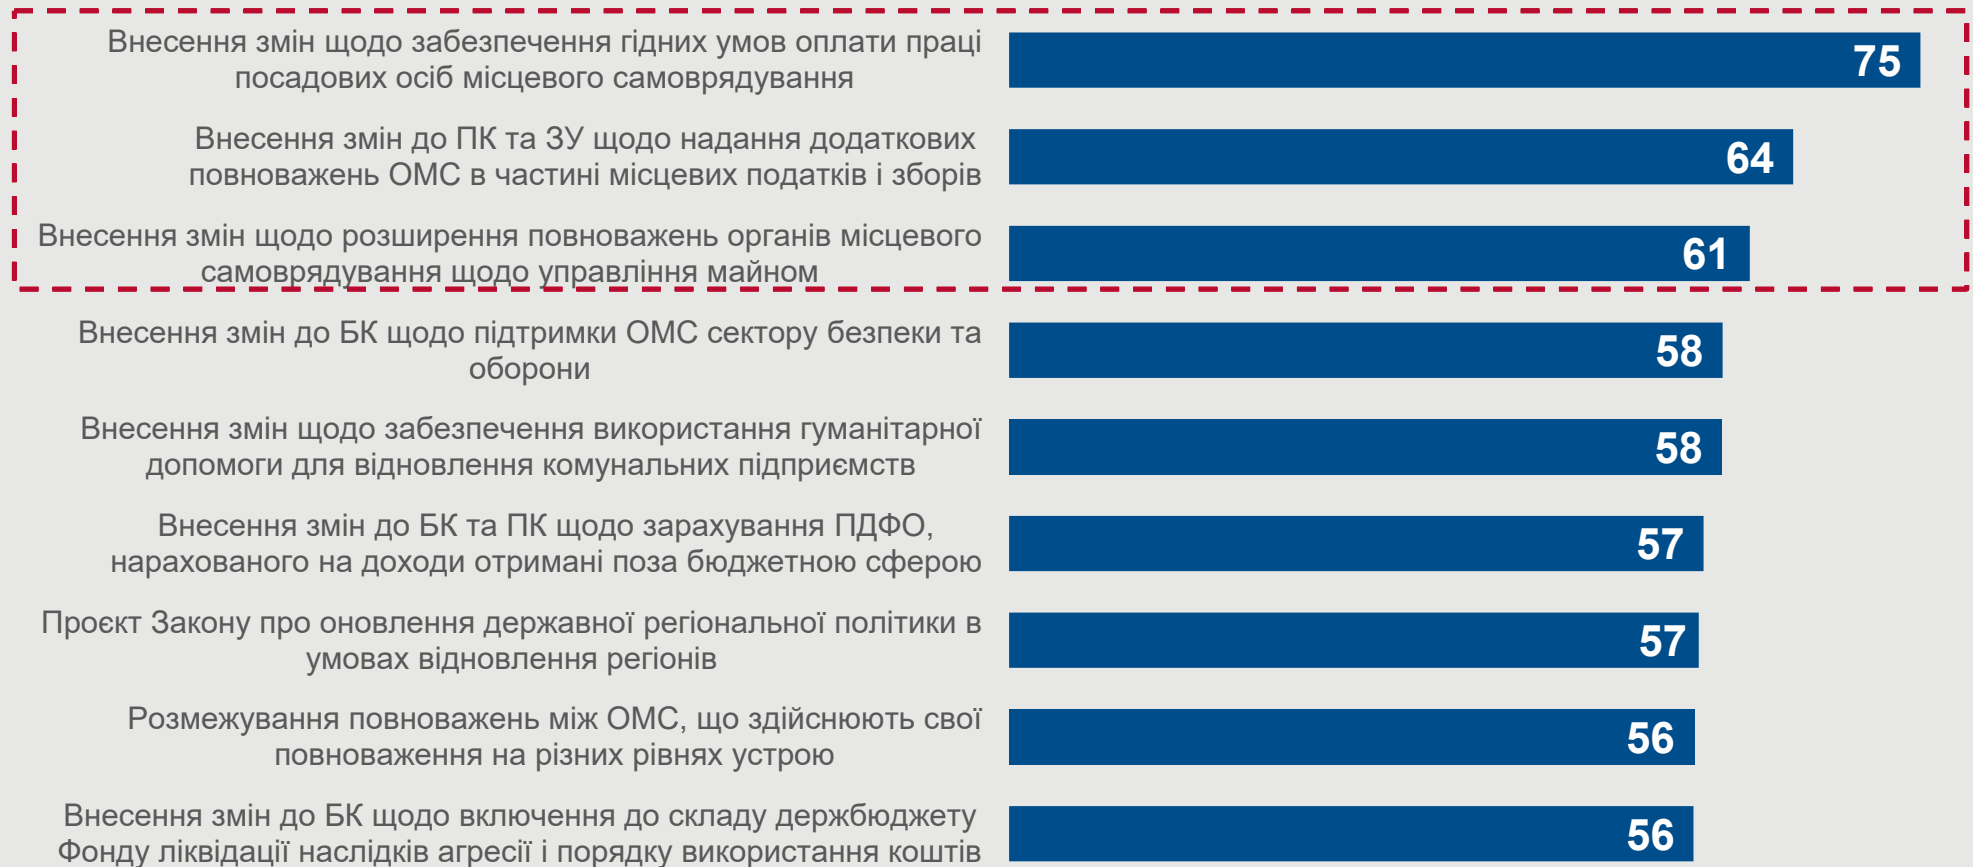 Внесення змін щодо забезпечення гідних умов оплати праці
посадових осіб місцевого самоврядування
75
Внесення змін до ПК та ЗУ щодо надання додаткових
повноважень ОМС в частині місцевих податків і зборів
64
Внесення змін щодо розширення повноважень органів місцевого
самоврядування щодо управління майном
61
Внесення змін до БК щодо підтримки ОМС сектору безпеки та
оборони
58
Внесення змін щодо забезпечення використання гуманітарної
допомоги для відновлення комунальних підприємств
58
Внесення змін до БК та ПК щодо зарахування ПДФО,
нарахованого на доходи отримані поза бюджетною сферою
57
Проєкт Закону про оновлення державної регіональної політики в
умовах відновлення регіонів
57
Розмежування повноважень між ОМС, що здійснюють свої
повноваження на різних рівнях устрою
56
Внесення змін до БК щодо включення до складу держбюджету
Фонду ліквідації наслідків агресії і порядку використання коштів
56